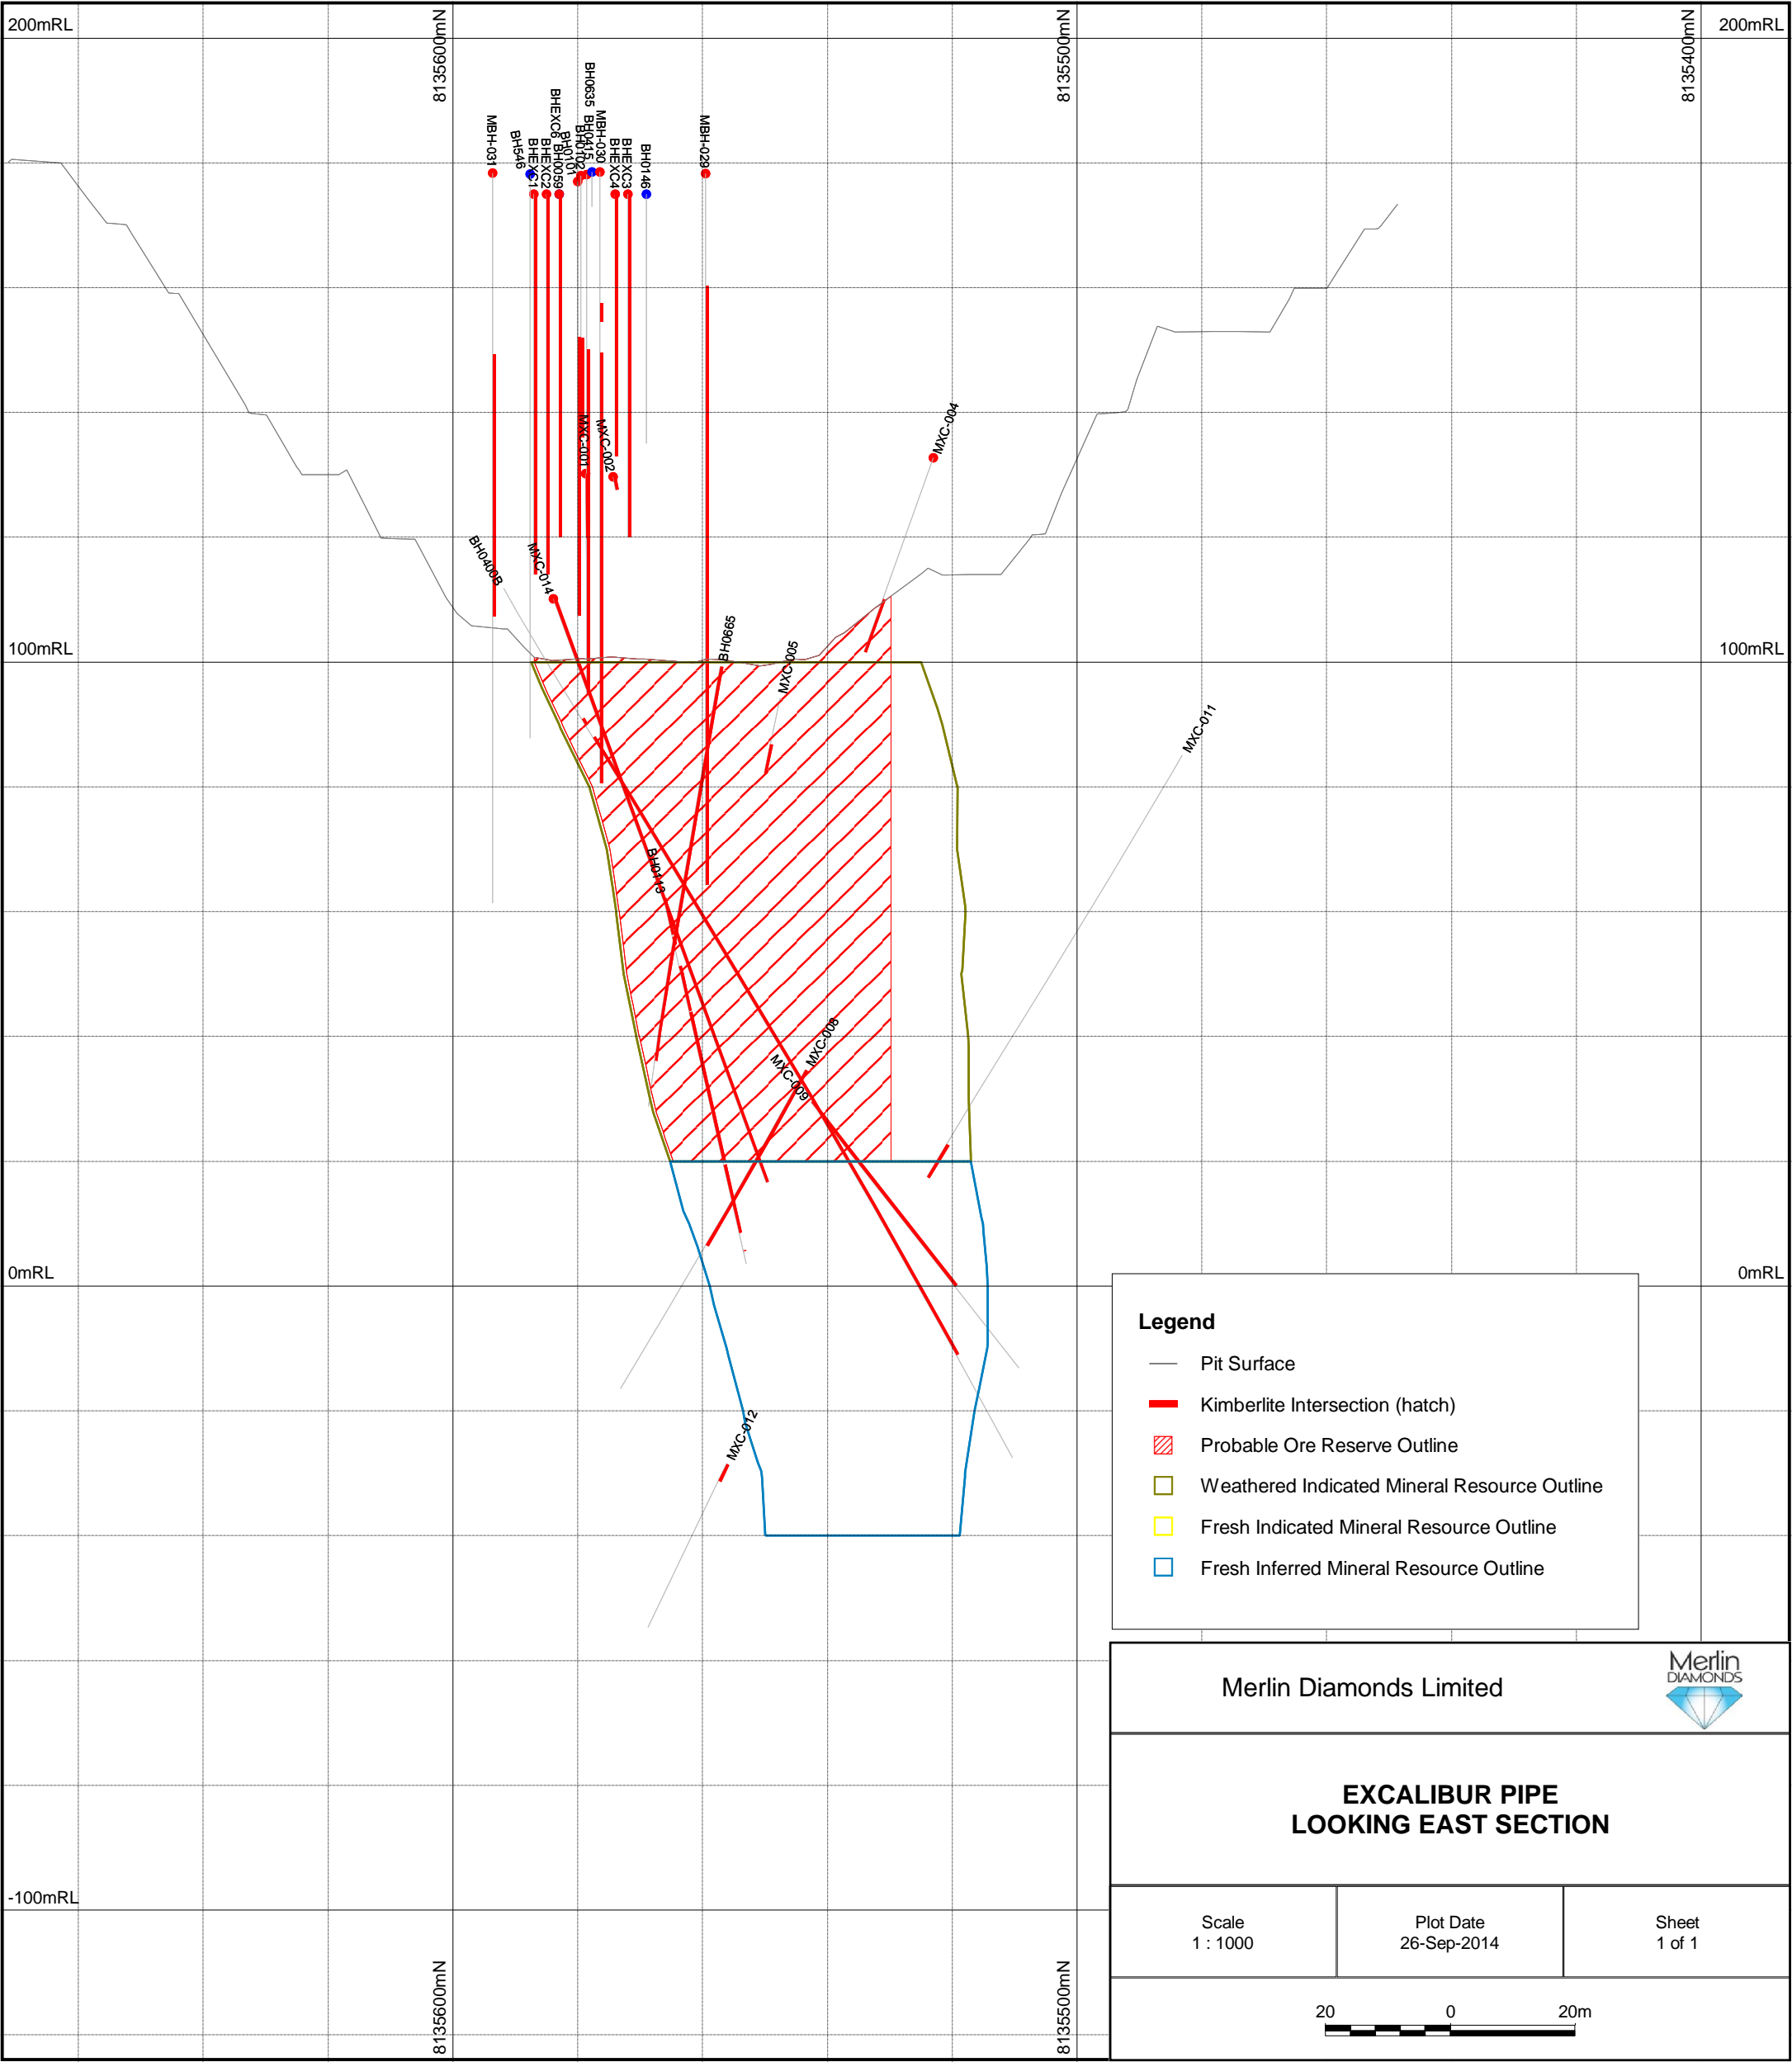 200mRL
8135600mN
8135500mN
8135400mN
200mRL
MBH-031
BH546
BHEXC1
BHEXC2
BHEXC6
BH0059
BH0101
BH0102
BH0635
BH0415
MBH-030
BHEXC4
BHEXC3
BH0146
MBH-029
MXC-001
MXC-002
MXC-004
BH0400B
MXC-014
BH0665
MXC-005
100mRL
100mRL
MXC-011
BH0113
MXC-008
MXC-009
0mRL
0mRL
MXC-012
Legend
Pit Surface
Kimberlite Intersection (hatch)
Probable Ore Reserve Outline
Weathered Indicated Mineral Resource Outline
Fresh Indicated Mineral Resource Outline
Fresh Inferred Mineral Resource Outline
Merlin Diamonds Limited
Merlin
DIAMONDS
EXCALIBUR PIPE
LOOKING EAST SECTION
-100mRL
Scale
1 : 1000
Plot Date
26-Sep-2014
Sheet
1 of 1
8135600mN
8135500mN
20 0 20m